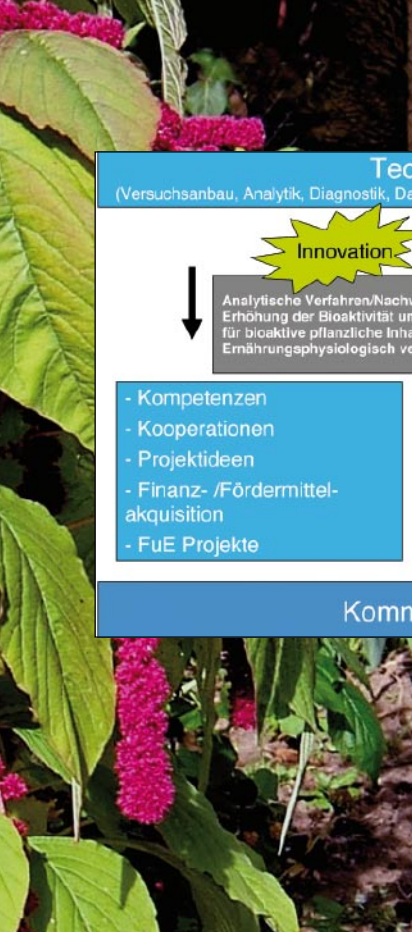 Tec
(Versuchsanbau, Analytik, Diagnostik, Da
Innovation
Analytische Verfahren/Nachw
Erhöhung der Bioaktivität un
für bioaktive pflanzliche Inha
Ernährungsphysiologisch ve
- Kompetenzen
- Kooperationen
- Projektideen
- Finanz- /Fördermittel-
akquisition
- FuE Projekte
Komm